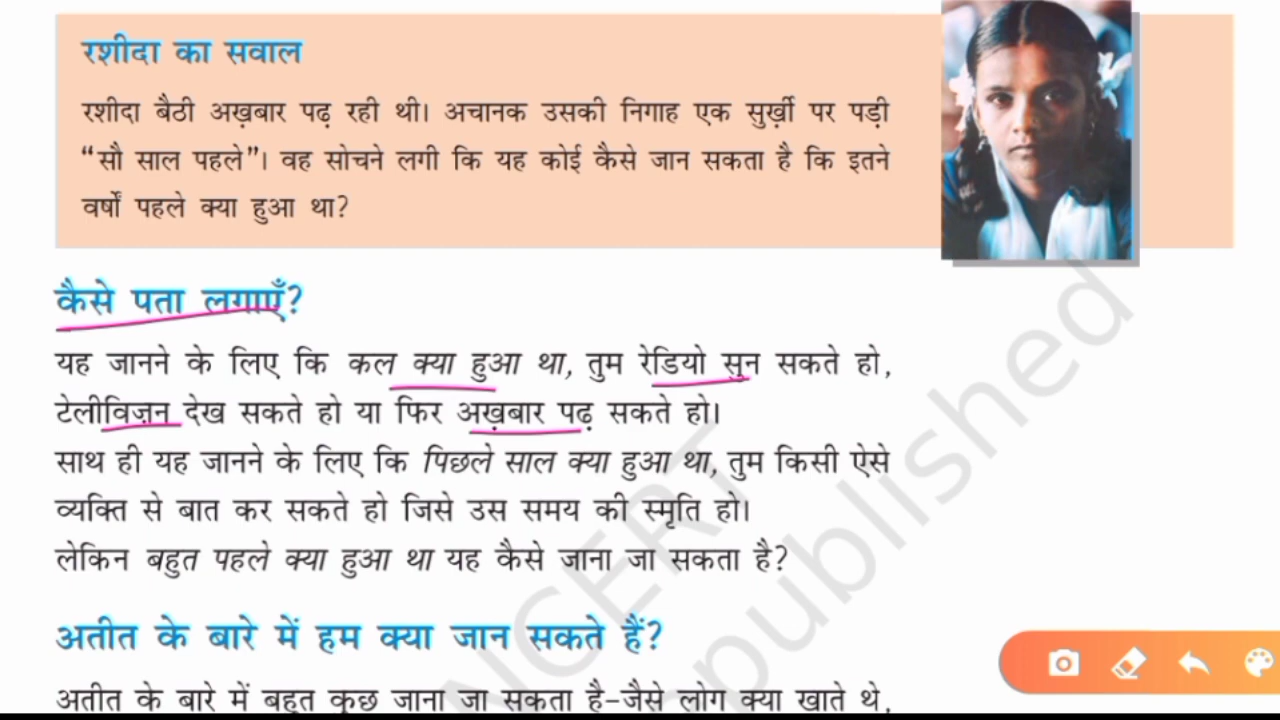 रशीदा का सवाल
रशीदा बैठी अख़बार पढ़ रही थी। अचानक उसकी निगाह एक सुर्ख़ी पर पड़ी
“सौ साल पहले”। वह सोचने लगी कि यह कोई कैसे जान सकता है कि इतने
वर्षों पहले क्या हुआ था?
कैसे पता लगाएँ?
यह जानने के लिए कि कल क्या हुआ था, तुम रेडियो सुन सकते हो,
टेलीविज़न देख सकते हो या फिर अख़बार पढ़ सकते हो।
साथ ही यह जानने के लिए कि पिछले साल क्या हुआ था, तुम किसी ऐसे
व्यक्ति से बात कर सकते हो जिसे उस समय की स्मृति हो।
लेकिन बहुत पहले क्या हुआ था यह कैसे जाना जा सकता है?
अतीत के बारे में हम क्या जान सकते हैं?
अतीत के बारे में बहुत कुछ जाना जा सकता है–जैसे लोग क्या खाते थे,
NCERT
republished